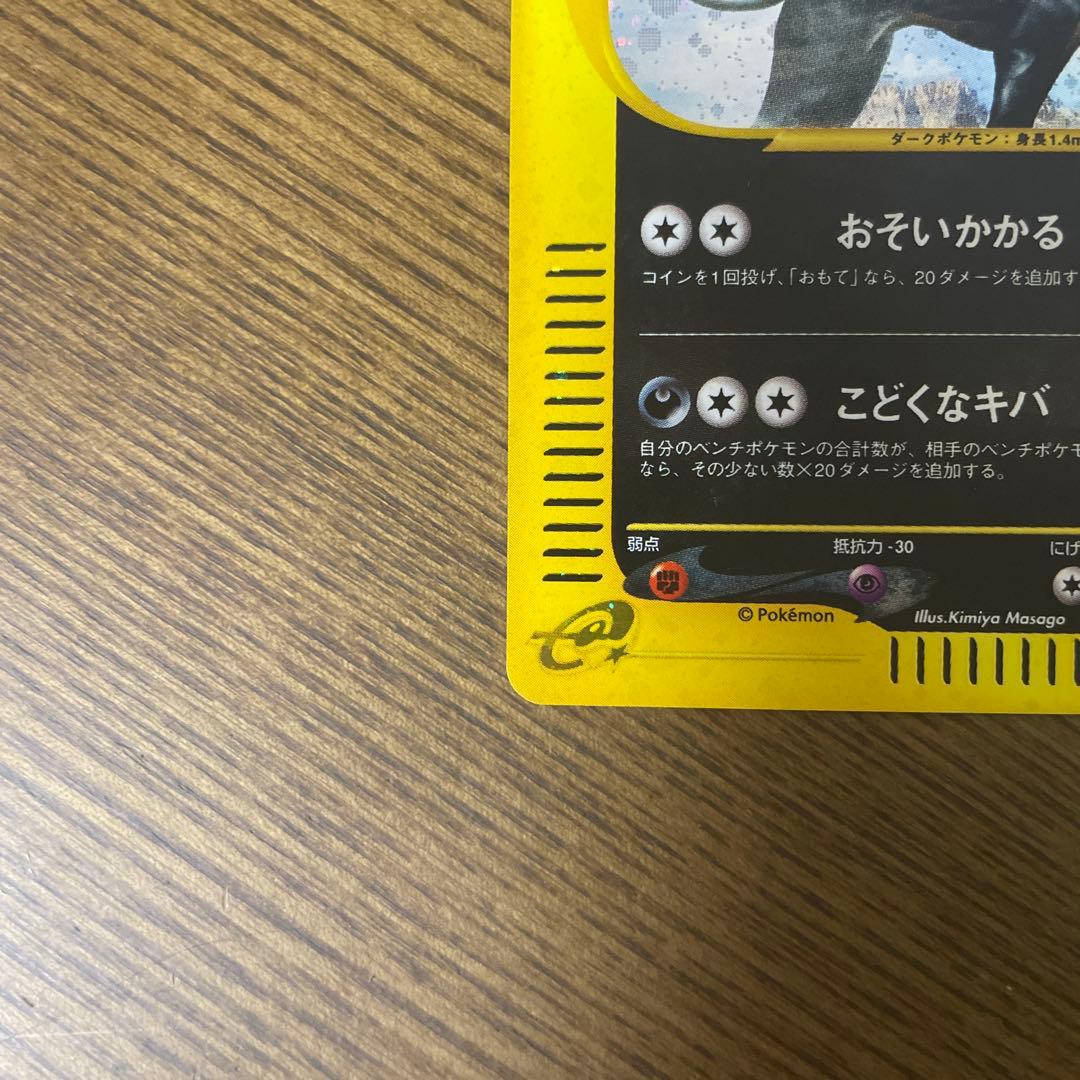 ダークポケモン：身長1.4m
おそいかかる
コインを1回投げ、「おもて」なら、20ダメージを追加す
こどくなキバ
自分のベンチポケモンの合計数が、相手のベンチポケモ
なら、その少ない数×20ダメージを追加する。
弱点 抵抗力 -30 にげ
© Pokémon Illus.Kimiya Masago
e